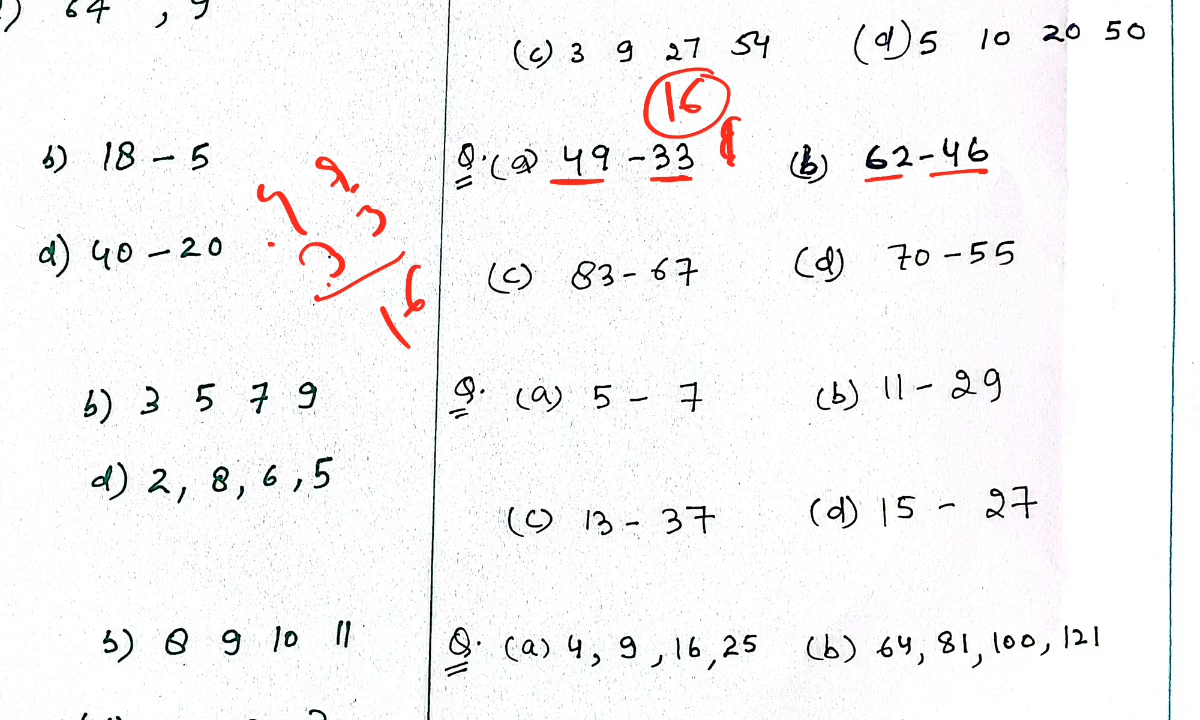 64 , 9
b) 18 - 5
d) 40 - 20
49
33
16
b) 3 5 7 9
d) 2, 8, 6, 5
b) 8 9 10 11
(c) 3 9 27 54 (d) 5 10 20 50
16
Q. (a) 49 - 33 (b) 62 - 46
(c) 83 - 67 (d) 70 - 55
Q. (a) 5 - 7 (b) 11 - 29
(c) 13 - 37 (d) 15 - 27
Q. (a) 4, 9, 16, 25 (b) 64, 81, 100, 121